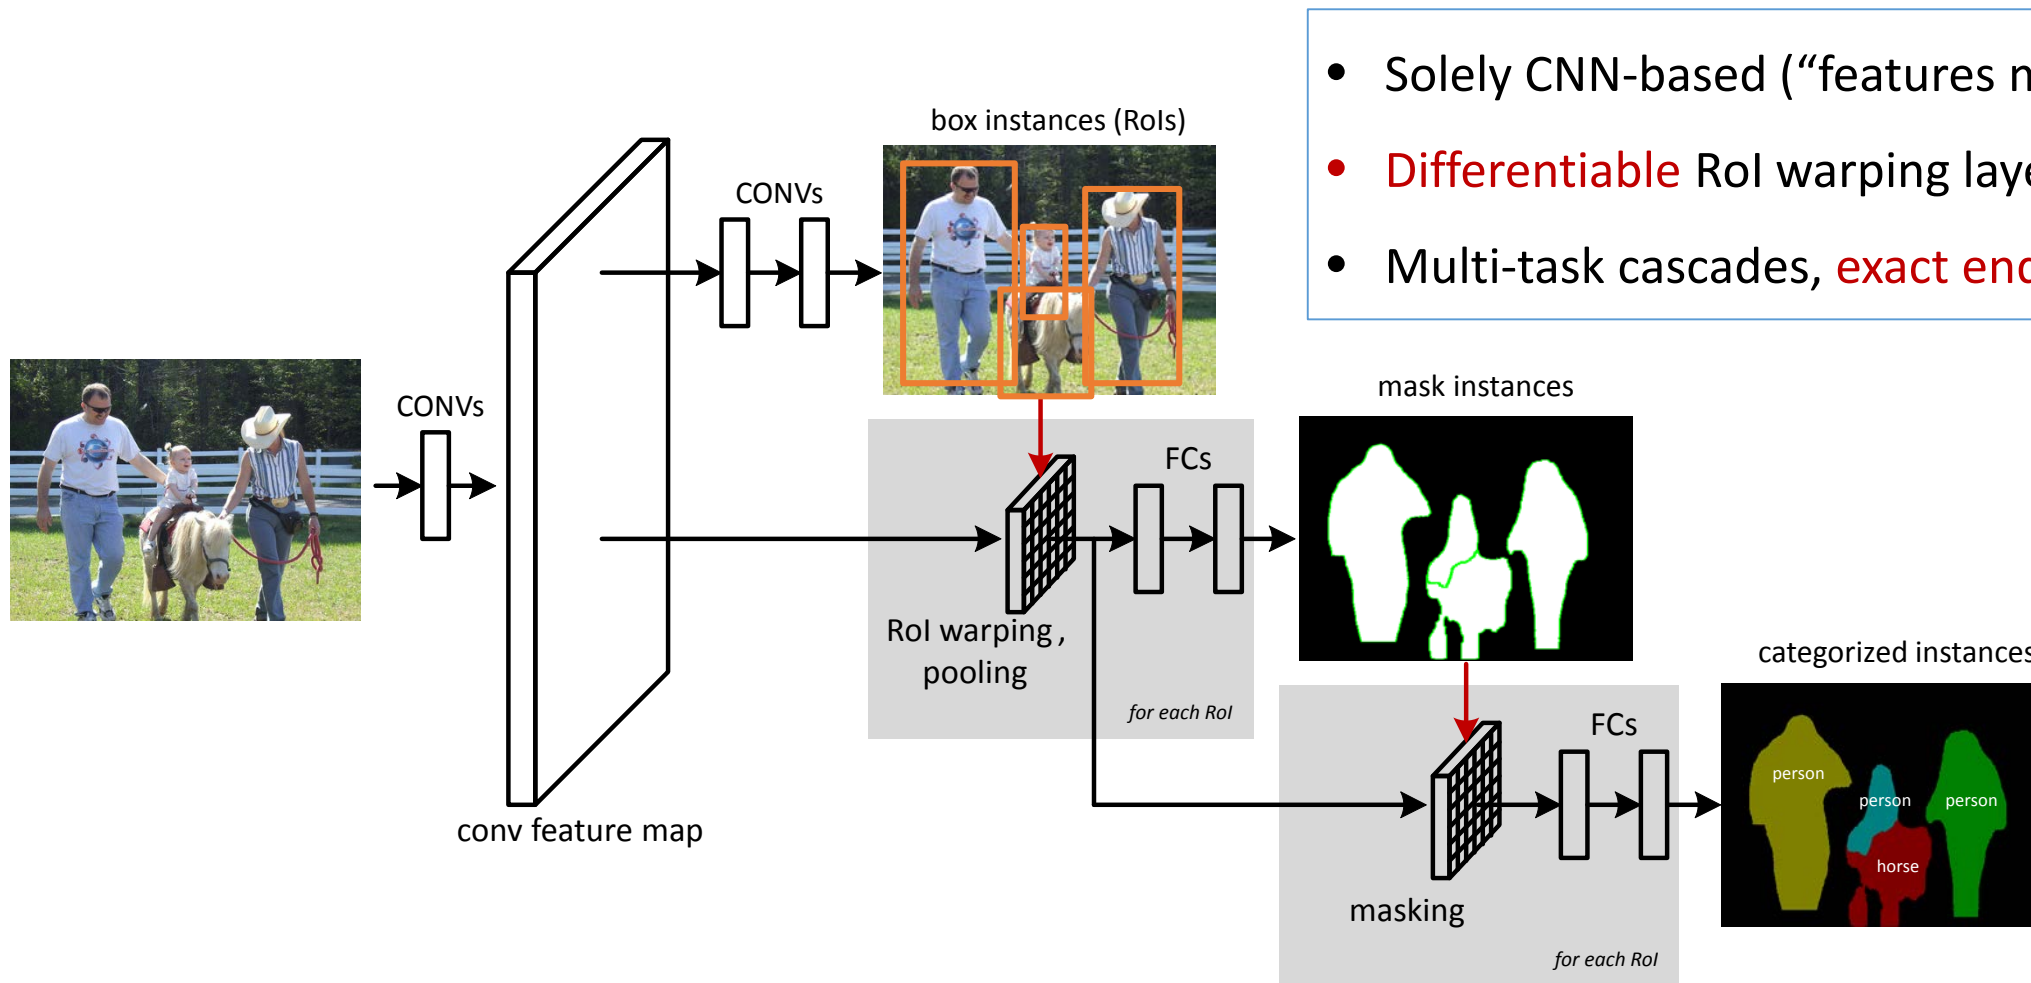 • Solely CNN-based (“features
• Differentiable RoI warping
• Multi-task cascades, exact
box instances (RoIs)
CONVs
CONVs
mask instances
FCs
RoI warping,
pooling
for each RoI
categorized instances
FCs
person
person
person
horse
conv feature map
masking
for each RoI